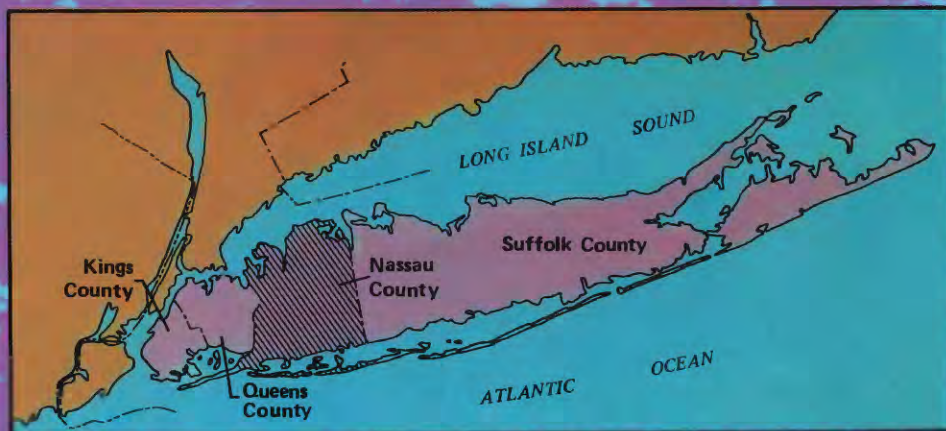 LONG ISLAND SOUND
Suffolk County
Kings
County
Nassau
County
Queens
County
ATLANTIC OCEAN